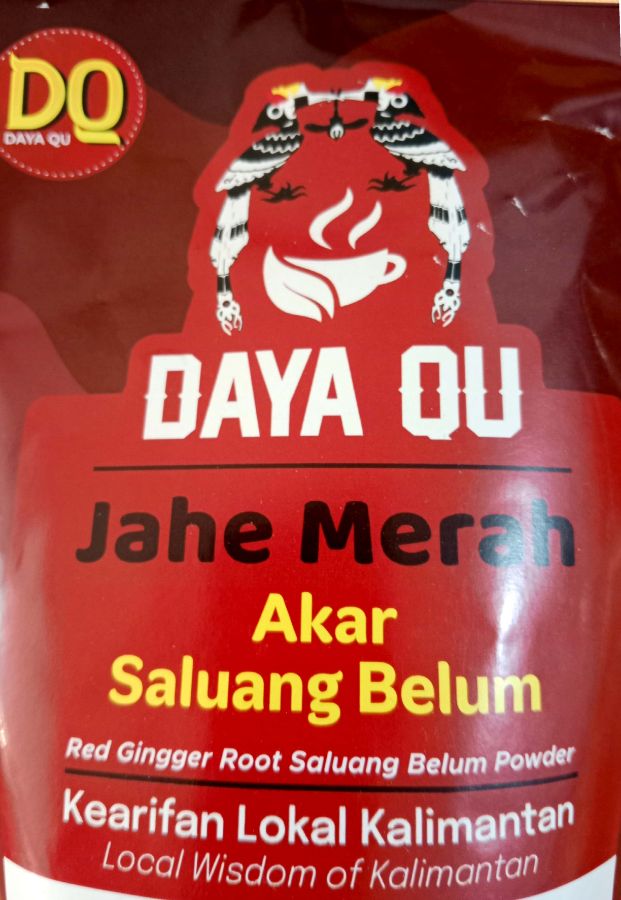 DQ
DAYA QU
DAYA QU
Jahe Merah
Akar
Saluang Belum
Red Gingger Root Saluang Belum Powder
Kearifan Lokal Kalimantan
Local Wisdom of Kalimantan